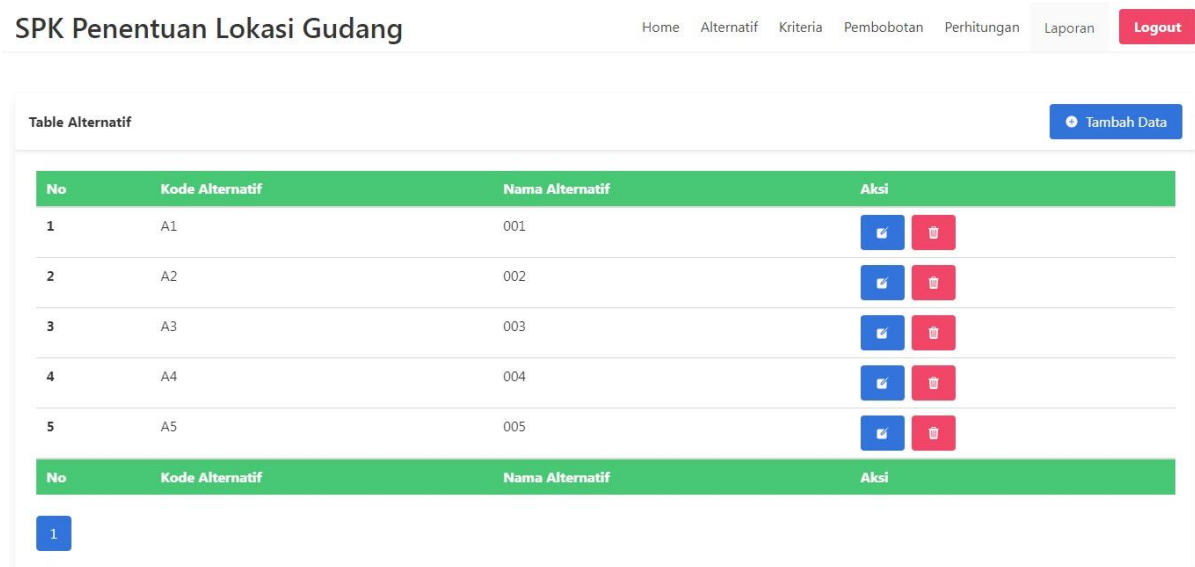 SPK Penentuan Lokasi Gudang Home Alternatif Kriteria Pembobotan Perhitungan Laporan Logout
Table Alternatif Tambah Data
No Kode Alternatif Nama Alternatif Aksi
1 A1 001
2 A2 002
3 A3 003
4 A4 004
5 A5 005
No Kode Alternatif Nama Alternatif Aksi
1